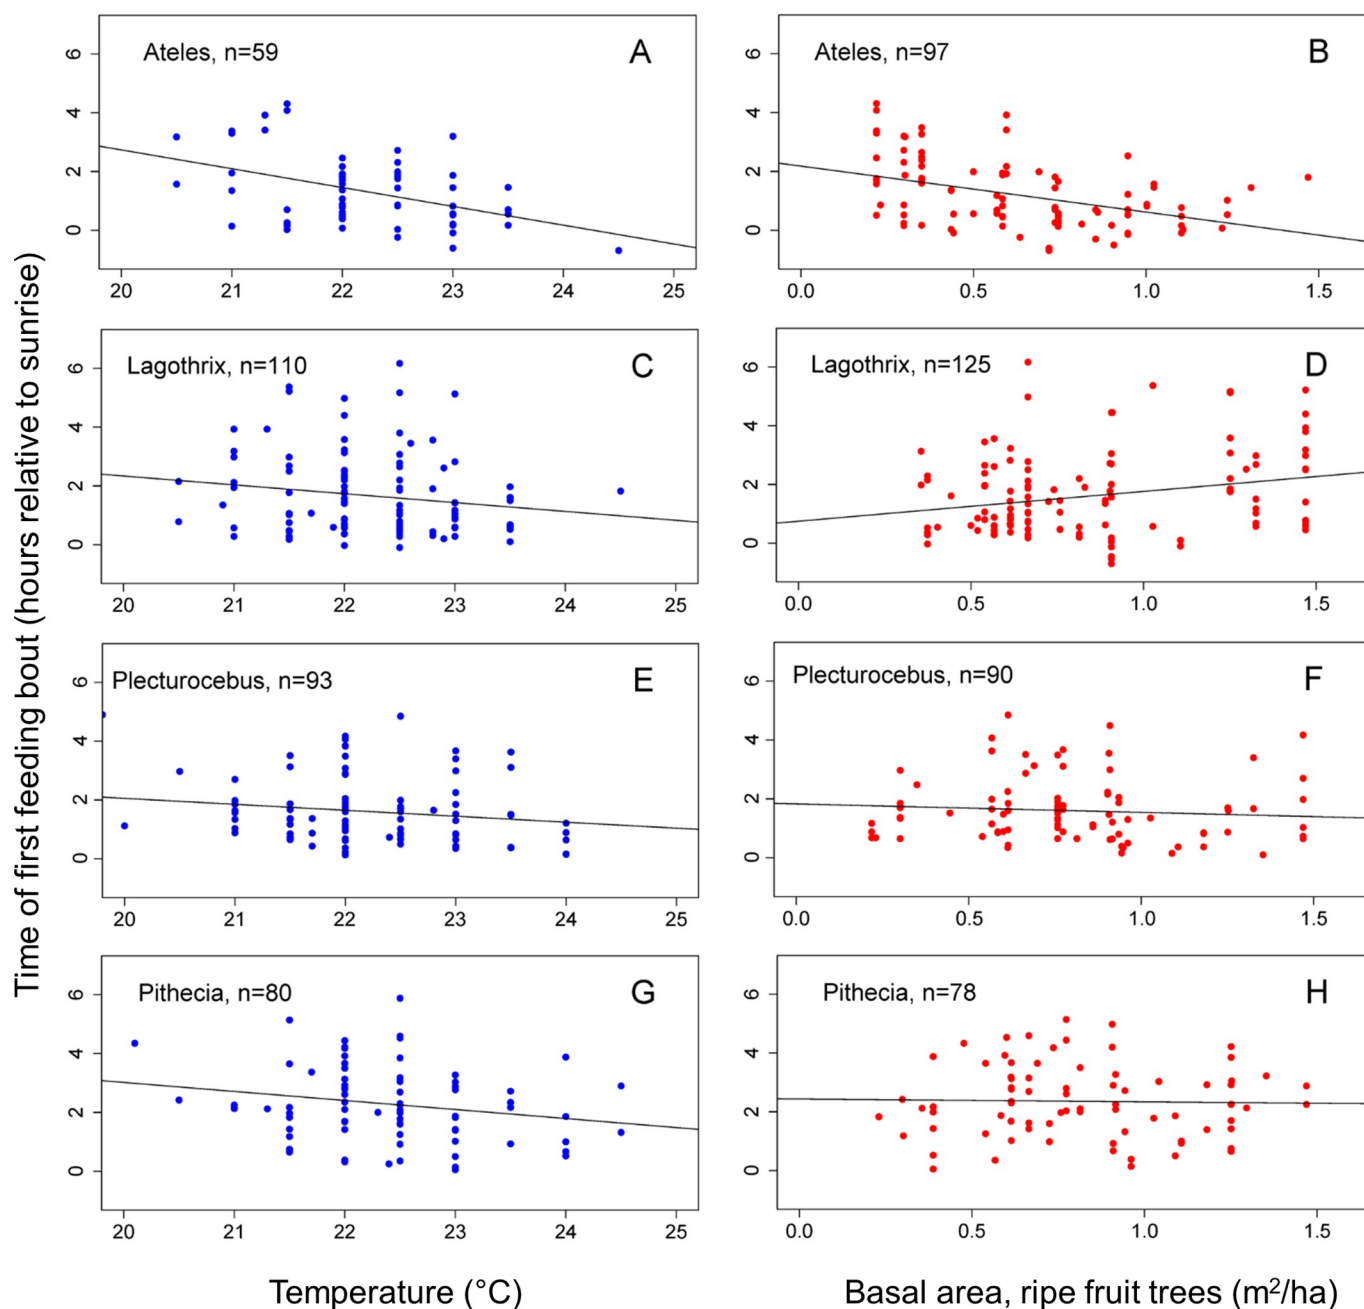 Time of first feeding bout (hours relative to sunrise)
Ateles, n=59
A
6
4
2
0
20 21 22 23 24 25
Ateles, n=97
B
6
4
2
0
0.0 0.5 1.0 1.5
Lagothrix, n=110
C
6
4
2
0
20 21 22 23 24 25
Lagothrix, n=125
D
6
4
2
0
0.0 0.5 1.0 1.5
Plecturocebus, n=93
E
6
4
2
0
20 21 22 23 24 25
Plecturocebus, n=90
F
6
4
2
0
0.0 0.5 1.0 1.5
Pithecia, n=80
G
6
4
2
0
20 21 22 23 24 25
Pithecia, n=78
H
6
4
2
0
0.0 0.5 1.0 1.5
Temperature (°C)
Basal area, ripe fruit trees (m²/ha)